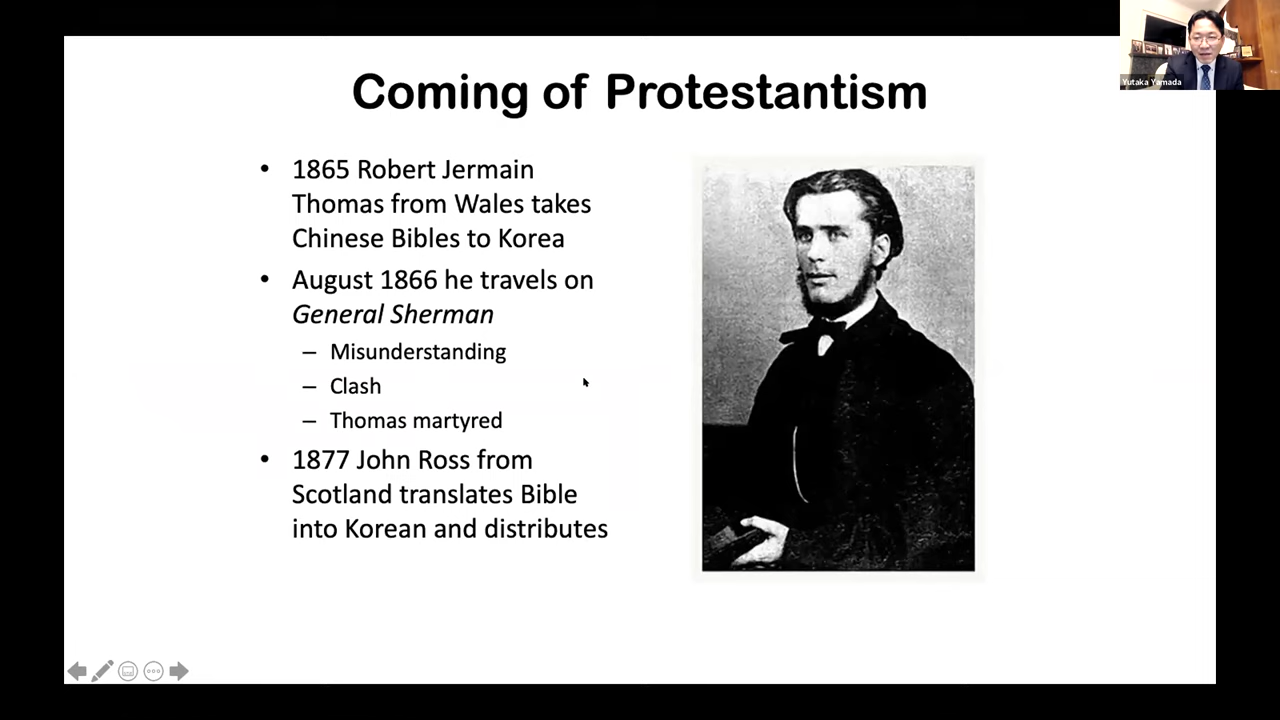 Coming of Protestantism
Yutaka Yamada
• 1865 Robert Jermain
Thomas from Wales takes
Chinese Bibles to Korea
• August 1866 he travels on
General Sherman
– Misunderstanding
– Clash
– Thomas martyred
• 1877 John Ross from
Scotland translates Bible
into Korean and distributes